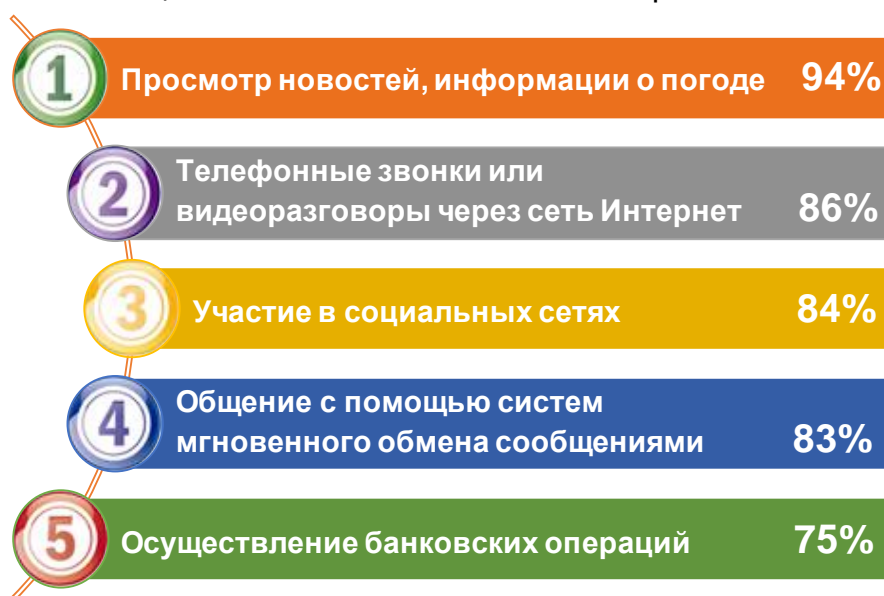 1
Просмотр новостей, информации о погоде 94%
2
Телефонные звонки или
видеоразговоры через сеть Интернет 86%
3
Участие в социальных сетях 84%
4
Общение с помощью систем
мгновенного обмена сообщениями 83%
5
Осуществление банковских операций 75%